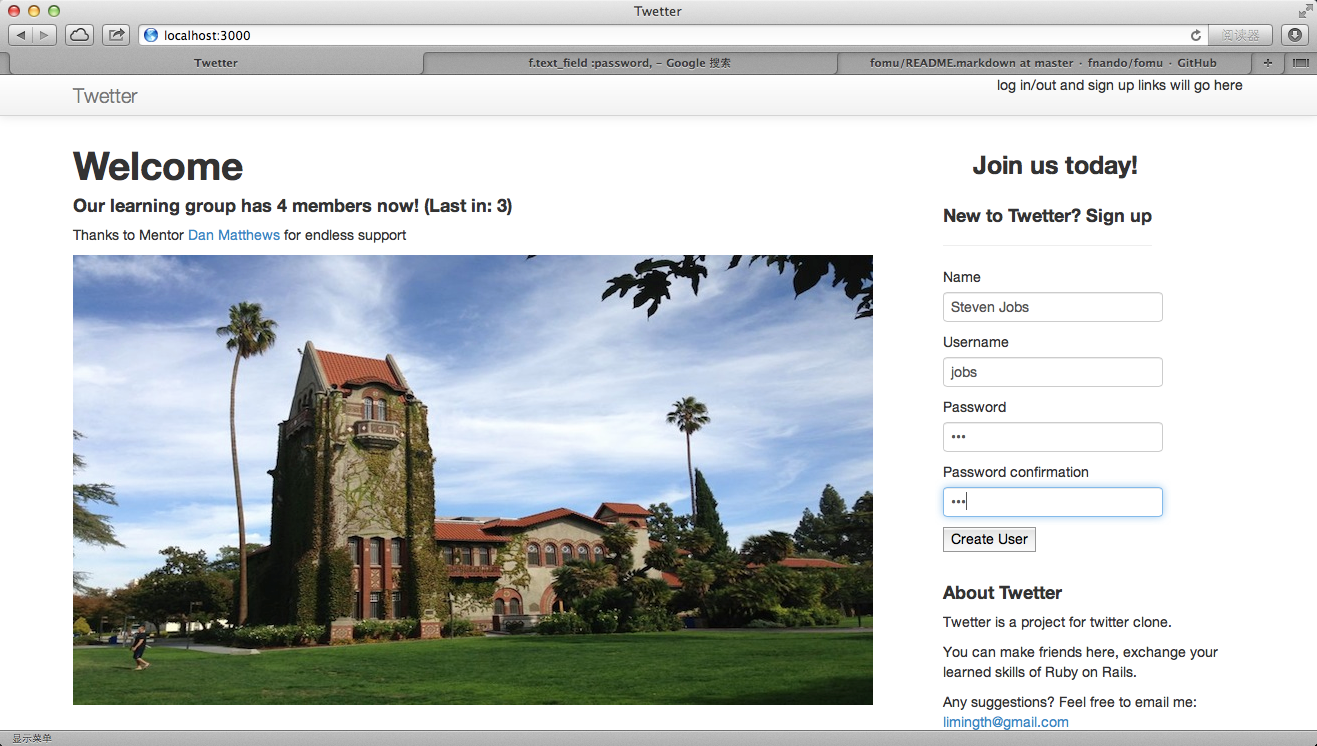 Twetter
localhost:3000
阅读器
Twetter
f.text_field :password, - Google 搜索
fomu/README.markdown at master · fnando/fomu · GitHub
Twetter
log in/out and sign up links will go here
Welcome
Our learning group has 4 members now! (Last in: 3)
Thanks to Mentor Dan Matthews for endless support
Join us today!
New to Twetter? Sign up
Name
Steven Jobs
Username
jobs
Password
•••
Password confirmation
•••
Create User
About Twetter
Twetter is a project for twitter clone.
You can make friends here, exchange your
learned skills of Ruby on Rails.
Any suggestions? Feel free to email me:
limingth@gmail.com
显示菜单